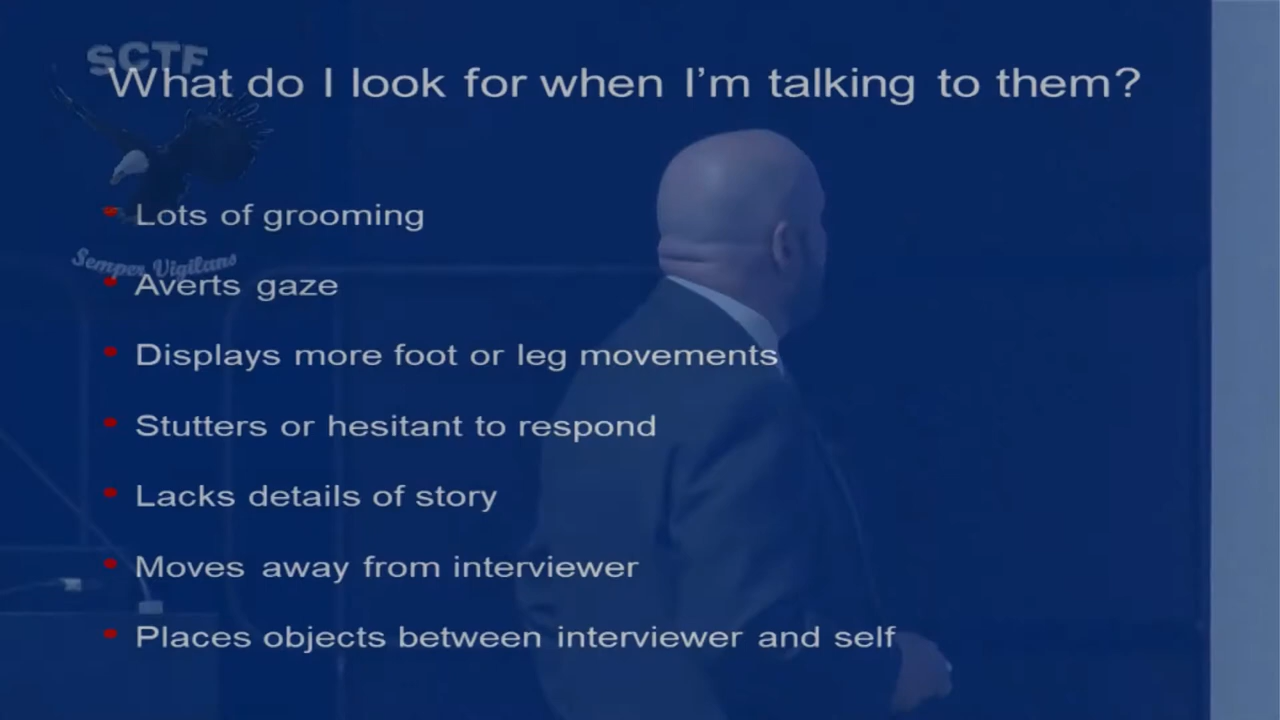 SCTF
What do I look for when I'm talking to them?
Lots of grooming
Semper Vigilans
Averts gaze
Displays more foot or leg movements
Stutters or hesitant to respond
Lacks details of story
Moves away from interviewer
Places objects between interviewer and self